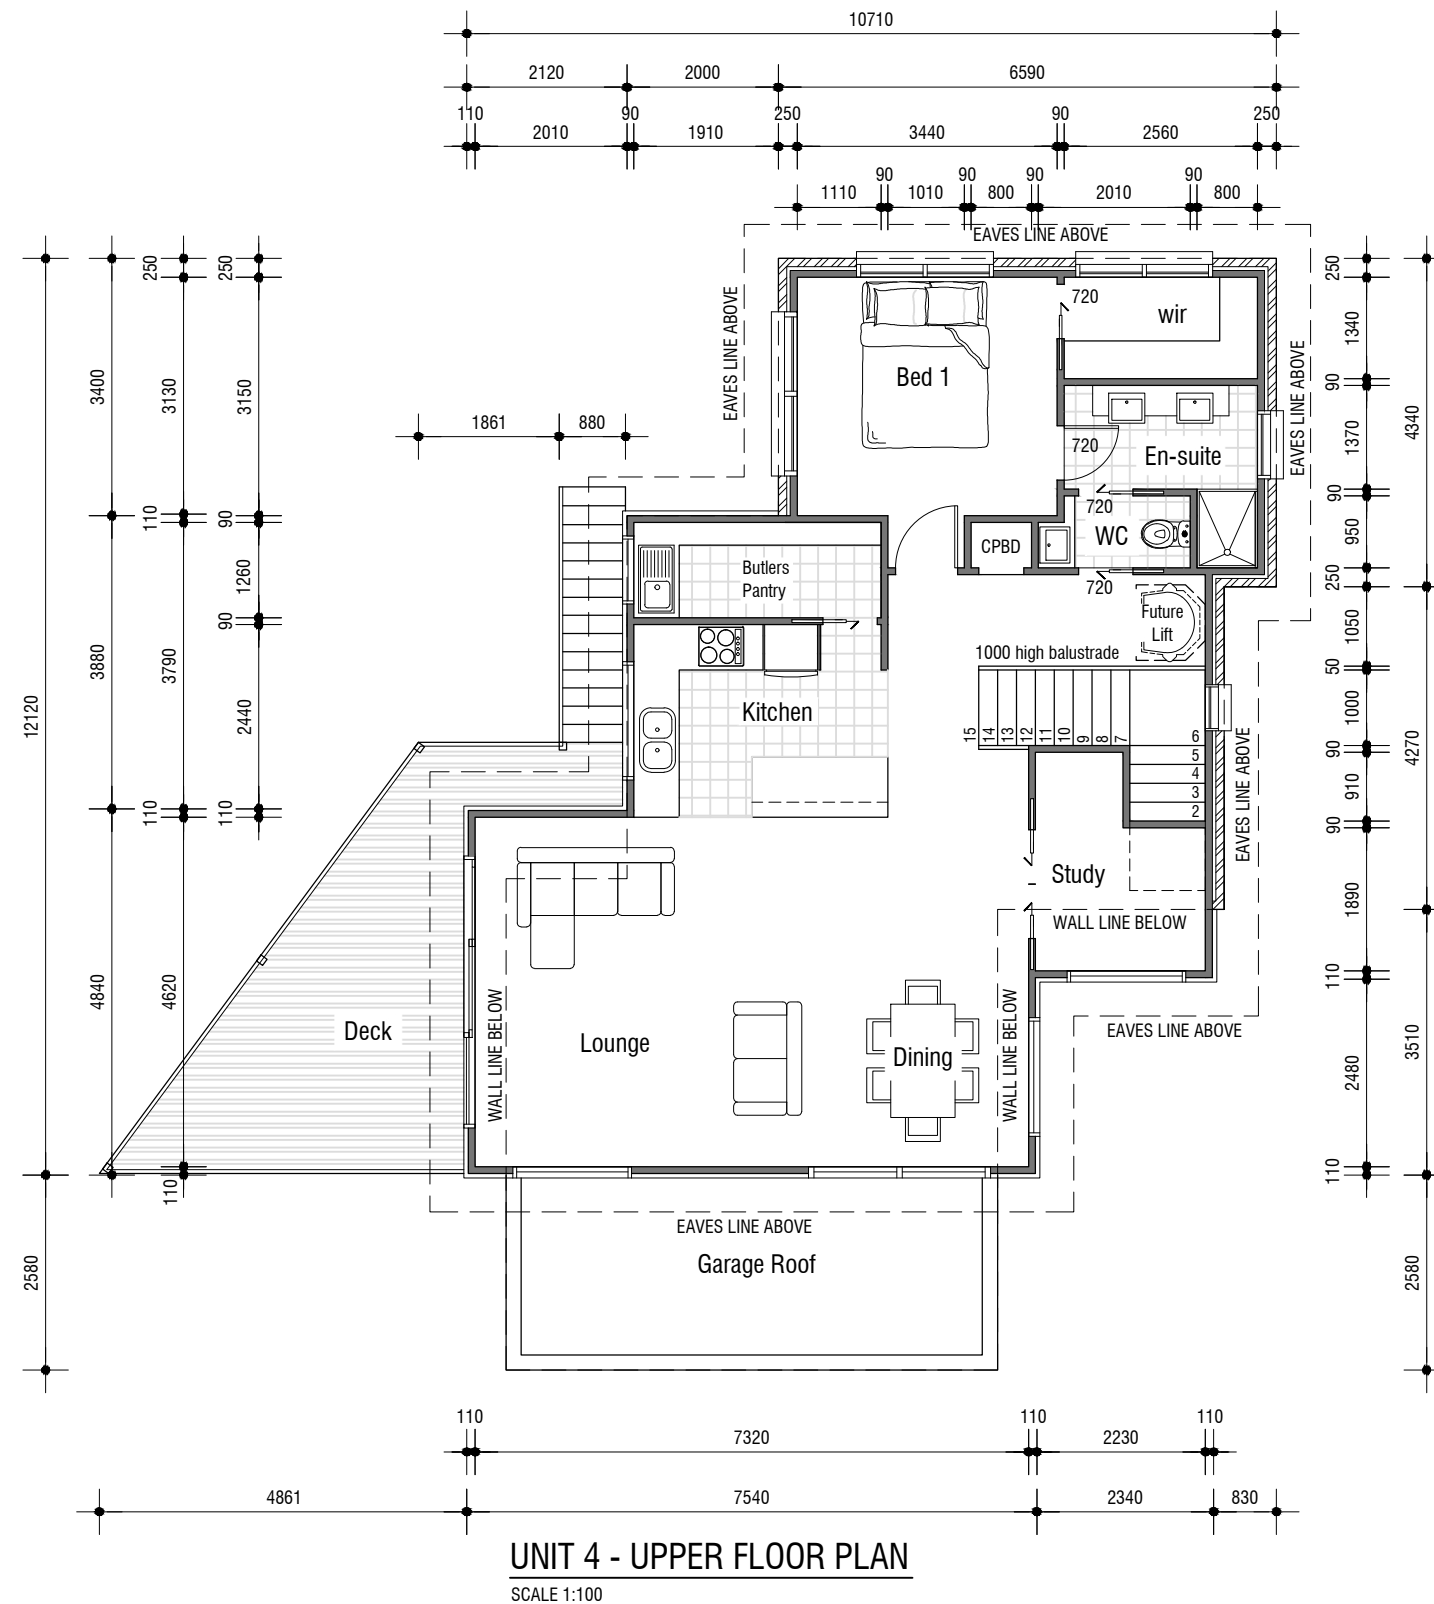 10710
2120 2000 6590
110 90 250 90 250
2010 1910 3440 2560
90 90 90 90
1110 1010 800 2010 800
EAVES LINE ABOVE
250 250 250
720
wir
EAVES LINE ABOVE
1340
EAVES LINE ABOVE
3400 3130 3150
Bed 1
90
1861 880
4340
720
1370
En-suite
90
720
110 90
WC
950
CPBD
Butlers
Pantry
1260
250
720
Future
Lift
90
1050
1000 high balustrade
3880 3790
50
2440
Kitchen
1000
12120
15 14 13 12 11 10 9 8 7
6
5
4
3
2
90
4270
EAVES LINE ABOVE
910
110 110
90
Study
1890
WALL LINE BELOW
110
4840 4620
Deck
WALL LINE BELOW
Lounge
Dining
WALL LINE BELOW
EAVES LINE ABOVE
2480
3510
110
110
EAVES LINE ABOVE
Garage Roof
2580
2580
110 110 110
7320 2230
4861 7540 2340 830
UNIT 4 - UPPER FLOOR PLAN
SCALE 1:100